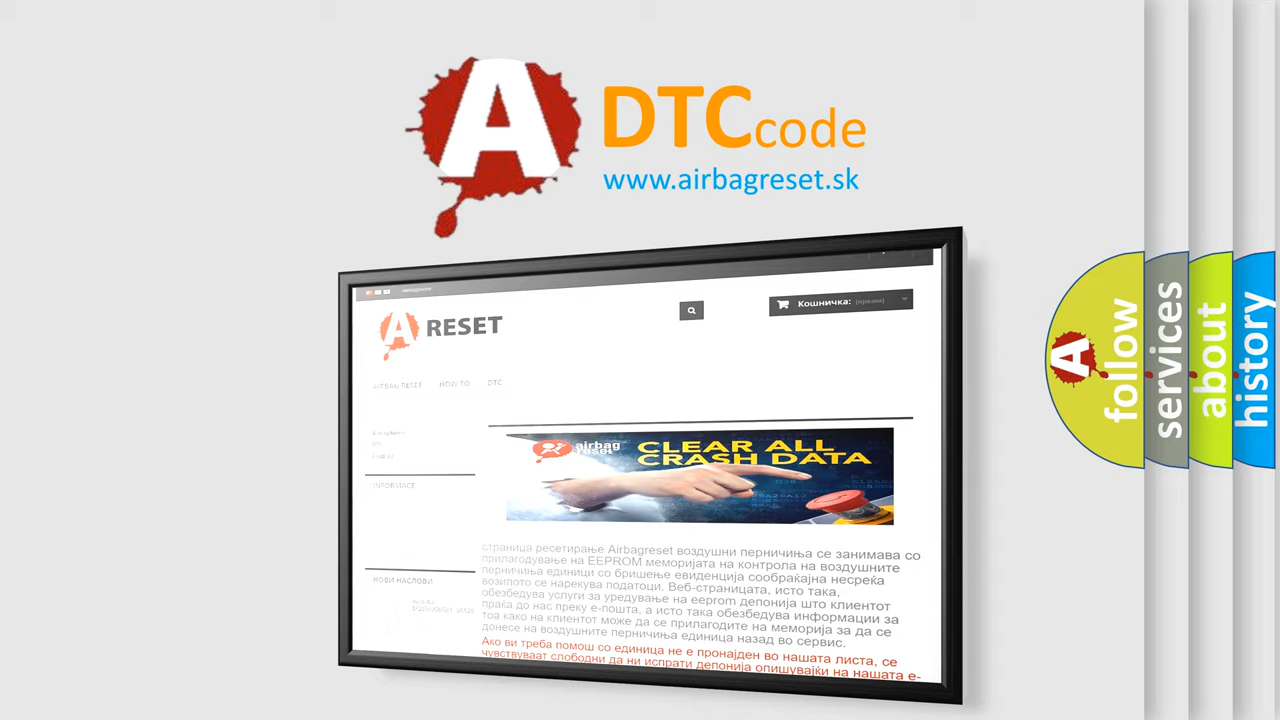 A
DTCcode
www.airbagreset.sk
A RESET
Кошничка: (празна)
AIRBAG RESET HOW TO DTC
INFORMACE
НОВИ НАСЛОВИ
airbag
reset
CLEAR ALL
CRASH DATA
страница ресетирање Airbagreset воздушни перничиња се занимава со
прилагодување на EEPROM меморијата на контрола на воздушните
перничиња единици со бришење евиденција сообраќајна несреќа
возилото се нарекува податоци. Веб-страницата, исто така,
обезбедува услуги за уредување на eeprom депонија што клиентот
праќа до нас преку е-пошта, а исто така обезбедува информации за
тоа како на клиентот може да се прилагодите на меморија за да се
донесе на воздушните перничиња единица назад во сервис.
Ако ви треба помош со единица не е пронајден во нашата листа, се
чувствуваат слободни да ни испрати депонија опишувајќи на нашата е-
A
follow
services
about
history